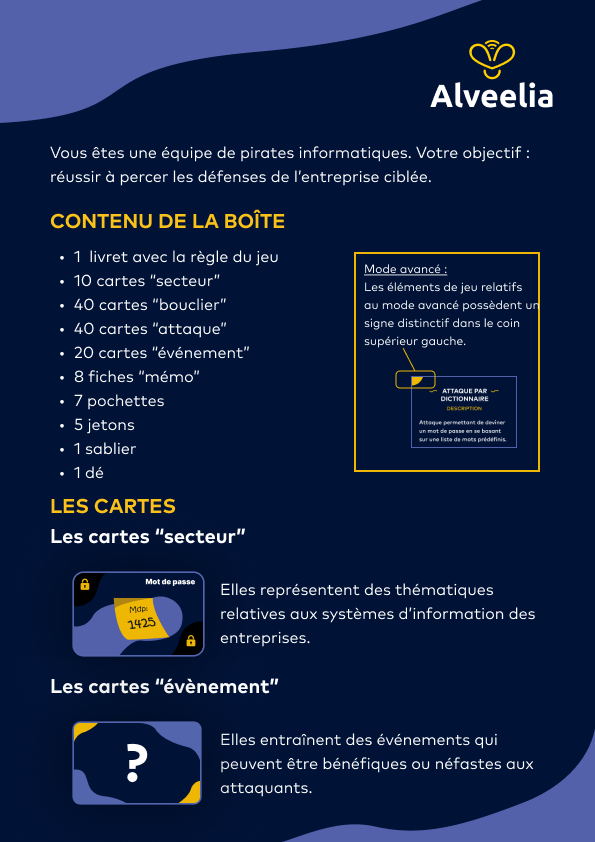 Alveelia
Vous êtes une équipe de pirates informatiques. Votre objectif :
réussir à percer les défenses de l’entreprise ciblée.
CONTENU DE LA BOÎTE
• 1 livret avec la règle du jeu
• 10 cartes “secteur”
• 40 cartes “bouclier”
• 40 cartes “attaque”
• 20 cartes “événement”
• 8 fiches “mémo”
• 7 pochettes
• 5 jetons
• 1 sablier
• 1 dé
Mode avancé :
Les éléments de jeu relatifs
au mode avancé possèdent un
signe distinctif dans le coin
supérieur gauche.
ATTAQUE PAR
DICTIONNAIRE
DESCRIPTION
Attaque permettant de deviner
un mot de passe en se basant
sur une liste de mots prédéfinis.
LES CARTES
Les cartes “secteur”
Mot de passe
Mdp:
1425
Elles représentent des thématiques
relatives aux systèmes d’information des
entreprises.
Les cartes “évènement”
?
Elles entraînent des événements qui
peuvent être bénéfiques ou néfastes aux
attaquants.